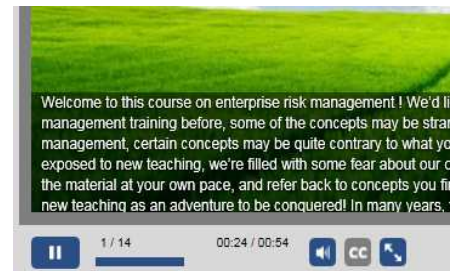 Welcome to this course on enterprise risk management ! We'd li
management training before, some of the concepts may be stran
management, certain concepts may be quite contrary to what yo
exposed to new teaching, we're filled with some fear about our
the material at your own pace, and refer back to concepts you fi
new teaching as an adventure to be conquered! In many years,
1 / 14
00:24 / 00:54
CC